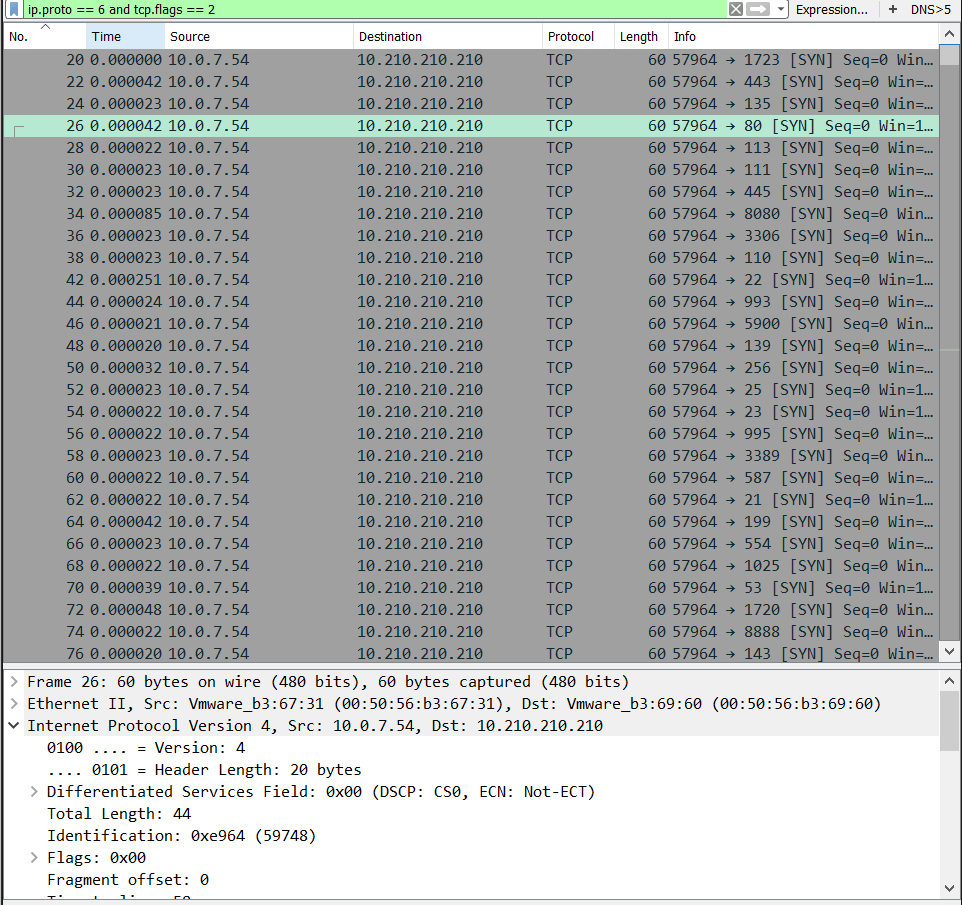 ip.proto == 6 and tcp.flags == 2 Expression... + DNS>5
No. Time Source Destination Protocol Length Info
20 0.000000 10.0.7.54 10.210.210.210 TCP 60 57964 → 1723 [SYN] Seq=0 Win…
22 0.000042 10.0.7.54 10.210.210.210 TCP 60 57964 → 443 [SYN] Seq=0 Win=…
24 0.000023 10.0.7.54 10.210.210.210 TCP 60 57964 → 135 [SYN] Seq=0 Win=…
26 0.000042 10.0.7.54 10.210.210.210 TCP 60 57964 → 80 [SYN] Seq=0 Win=1…
28 0.000022 10.0.7.54 10.210.210.210 TCP 60 57964 → 113 [SYN] Seq=0 Win=…
30 0.000023 10.0.7.54 10.210.210.210 TCP 60 57964 → 111 [SYN] Seq=0 Win=…
32 0.000023 10.0.7.54 10.210.210.210 TCP 60 57964 → 445 [SYN] Seq=0 Win=…
34 0.000085 10.0.7.54 10.210.210.210 TCP 60 57964 → 8080 [SYN] Seq=0 Win…
36 0.000023 10.0.7.54 10.210.210.210 TCP 60 57964 → 3306 [SYN] Seq=0 Win…
38 0.000023 10.0.7.54 10.210.210.210 TCP 60 57964 → 110 [SYN] Seq=0 Win=…
42 0.000251 10.0.7.54 10.210.210.210 TCP 60 57964 → 22 [SYN] Seq=0 Win=1…
44 0.000024 10.0.7.54 10.210.210.210 TCP 60 57964 → 993 [SYN] Seq=0 Win=…
46 0.000021 10.0.7.54 10.210.210.210 TCP 60 57964 → 5900 [SYN] Seq=0 Win…
48 0.000020 10.0.7.54 10.210.210.210 TCP 60 57964 → 139 [SYN] Seq=0 Win=…
50 0.000032 10.0.7.54 10.210.210.210 TCP 60 57964 → 256 [SYN] Seq=0 Win=…
52 0.000023 10.0.7.54 10.210.210.210 TCP 60 57964 → 25 [SYN] Seq=0 Win=1…
54 0.000022 10.0.7.54 10.210.210.210 TCP 60 57964 → 23 [SYN] Seq=0 Win=1…
56 0.000022 10.0.7.54 10.210.210.210 TCP 60 57964 → 995 [SYN] Seq=0 Win=…
58 0.000023 10.0.7.54 10.210.210.210 TCP 60 57964 → 3389 [SYN] Seq=0 Win…
60 0.000022 10.0.7.54 10.210.210.210 TCP 60 57964 → 587 [SYN] Seq=0 Win=…
62 0.000022 10.0.7.54 10.210.210.210 TCP 60 57964 → 21 [SYN] Seq=0 Win=1…
64 0.000042 10.0.7.54 10.210.210.210 TCP 60 57964 → 199 [SYN] Seq=0 Win=…
66 0.000023 10.0.7.54 10.210.210.210 TCP 60 57964 → 554 [SYN] Seq=0 Win=…
68 0.000022 10.0.7.54 10.210.210.210 TCP 60 57964 → 1025 [SYN] Seq=0 Win…
70 0.000039 10.0.7.54 10.210.210.210 TCP 60 57964 → 53 [SYN] Seq=0 Win=1…
72 0.000048 10.0.7.54 10.210.210.210 TCP 60 57964 → 1720 [SYN] Seq=0 Win…
74 0.000022 10.0.7.54 10.210.210.210 TCP 60 57964 → 8888 [SYN] Seq=0 Win…
76 0.000020 10.0.7.54 10.210.210.210 TCP 60 57964 → 143 [SYN] Seq=0 Win=…
Frame 26: 60 bytes on wire (480 bits), 60 bytes captured (480 bits)
Ethernet II, Src: Vmware_b3:67:31 (00:50:56:b3:67:31), Dst: Vmware_b3:69:60 (00:50:56:b3:69:60)
Internet Protocol Version 4, Src: 10.0.7.54, Dst: 10.210.210.210
0100 .... = Version: 4
.... 0101 = Header Length: 20 bytes
Differentiated Services Field: 0x00 (DSCP: CS0, ECN: Not-ECT)
Total Length: 44
Identification: 0xe964 (59748)
Flags: 0x00
Fragment offset: 0